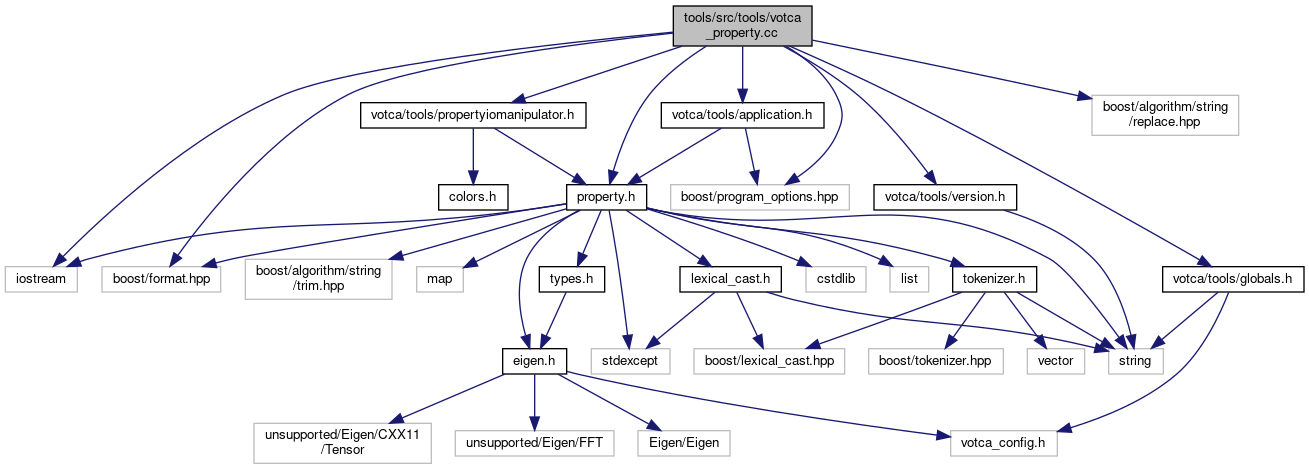 tools/src/tools/votca
_property.cc
votca/tools/propertyiomanipulator.h
votca/tools/application.h
boost/algorithm/string
/replace.hpp
colors.h
property.h
boost/program_options.hpp
votca/tools/version.h
iostream
boost/format.hpp
boost/algorithm/string
/trim.hpp
map
types.h
lexical_cast.h
cstdlib
list
tokenizer.h
votca/tools/globals.h
eigen.h
stdexcept
boost/lexical_cast.hpp
boost/tokenizer.hpp
vector
string
unsupported/Eigen/CXX11
/Tensor
unsupported/Eigen/FFT
Eigen/Eigen
votca_config.h